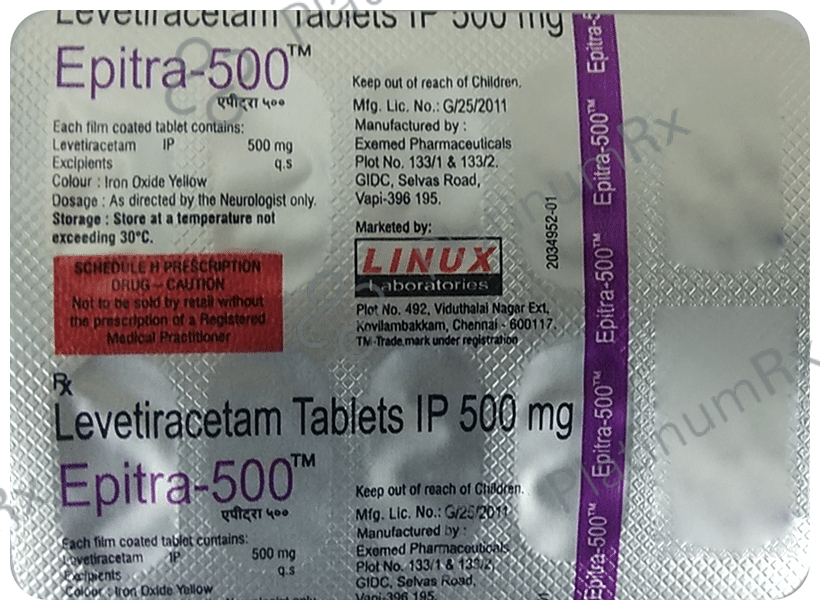 Levetiracetam Tablets IP 500 mg
Epitra-500™
एपीट्रा ५००
Each film coated tablet contains:
Levetiracetam IP 500 mg
Excipients q.s
Colour : Iron Oxide Yellow
Dosage : As directed by the Neurologist only.
Storage : Store at a temperature not
exceeding 30°C.
SCHEDULE H PRESCRIPTION
DRUG – CAUTION
Not to be sold by retail without
the prescription of a Registered
Medical Practitioner
Keep out of reach of Children.
Mfg. Lic. No.: G/25/2011
Manufactured by :
Exemed Pharmaceuticals
Plot No. 133/1 & 133/2.
GIDC, Selvas Road,
Vapi-396 195.
Marketed by:
LINUX
Laboratories
Plot No. 492, Viduthalai Nagar Ext,
Kovilambakkam, Chennai - 600117.
TM-Trade mark under registration
2034952-01
Rx
Levetiracetam Tablets IP 500 mg
Epitra-500™
एपीट्रा ५००
Each film coated tablet contains:
Levetiracetam IP 500 mg
Excipients q.s
Colour : Iron Oxide Yellow
Keep out of reach of Children.
Mfg. Lic. No.: G/25/2011
Manufactured by :
Exemed Pharmaceuticals
Plot No. 133/1 & 133/2.
GIDC, Selvas Road,
Vapi-396 195.
Epitra-5
Epitra-500™
Epitra-500™
Epitra-500™
Epitra-500™
PlatinumRx
PlatinumRx